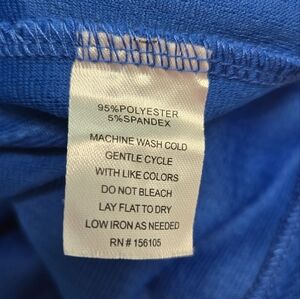 95%POLYESTER
5%SPANDEX
MACHINE WASH COLD
GENTLE CYCLE
WITH LIKE COLORS
DO NOT BLEACH
LAY FLAT TO DRY
LOW IRON AS NEEDED
RN # 156105